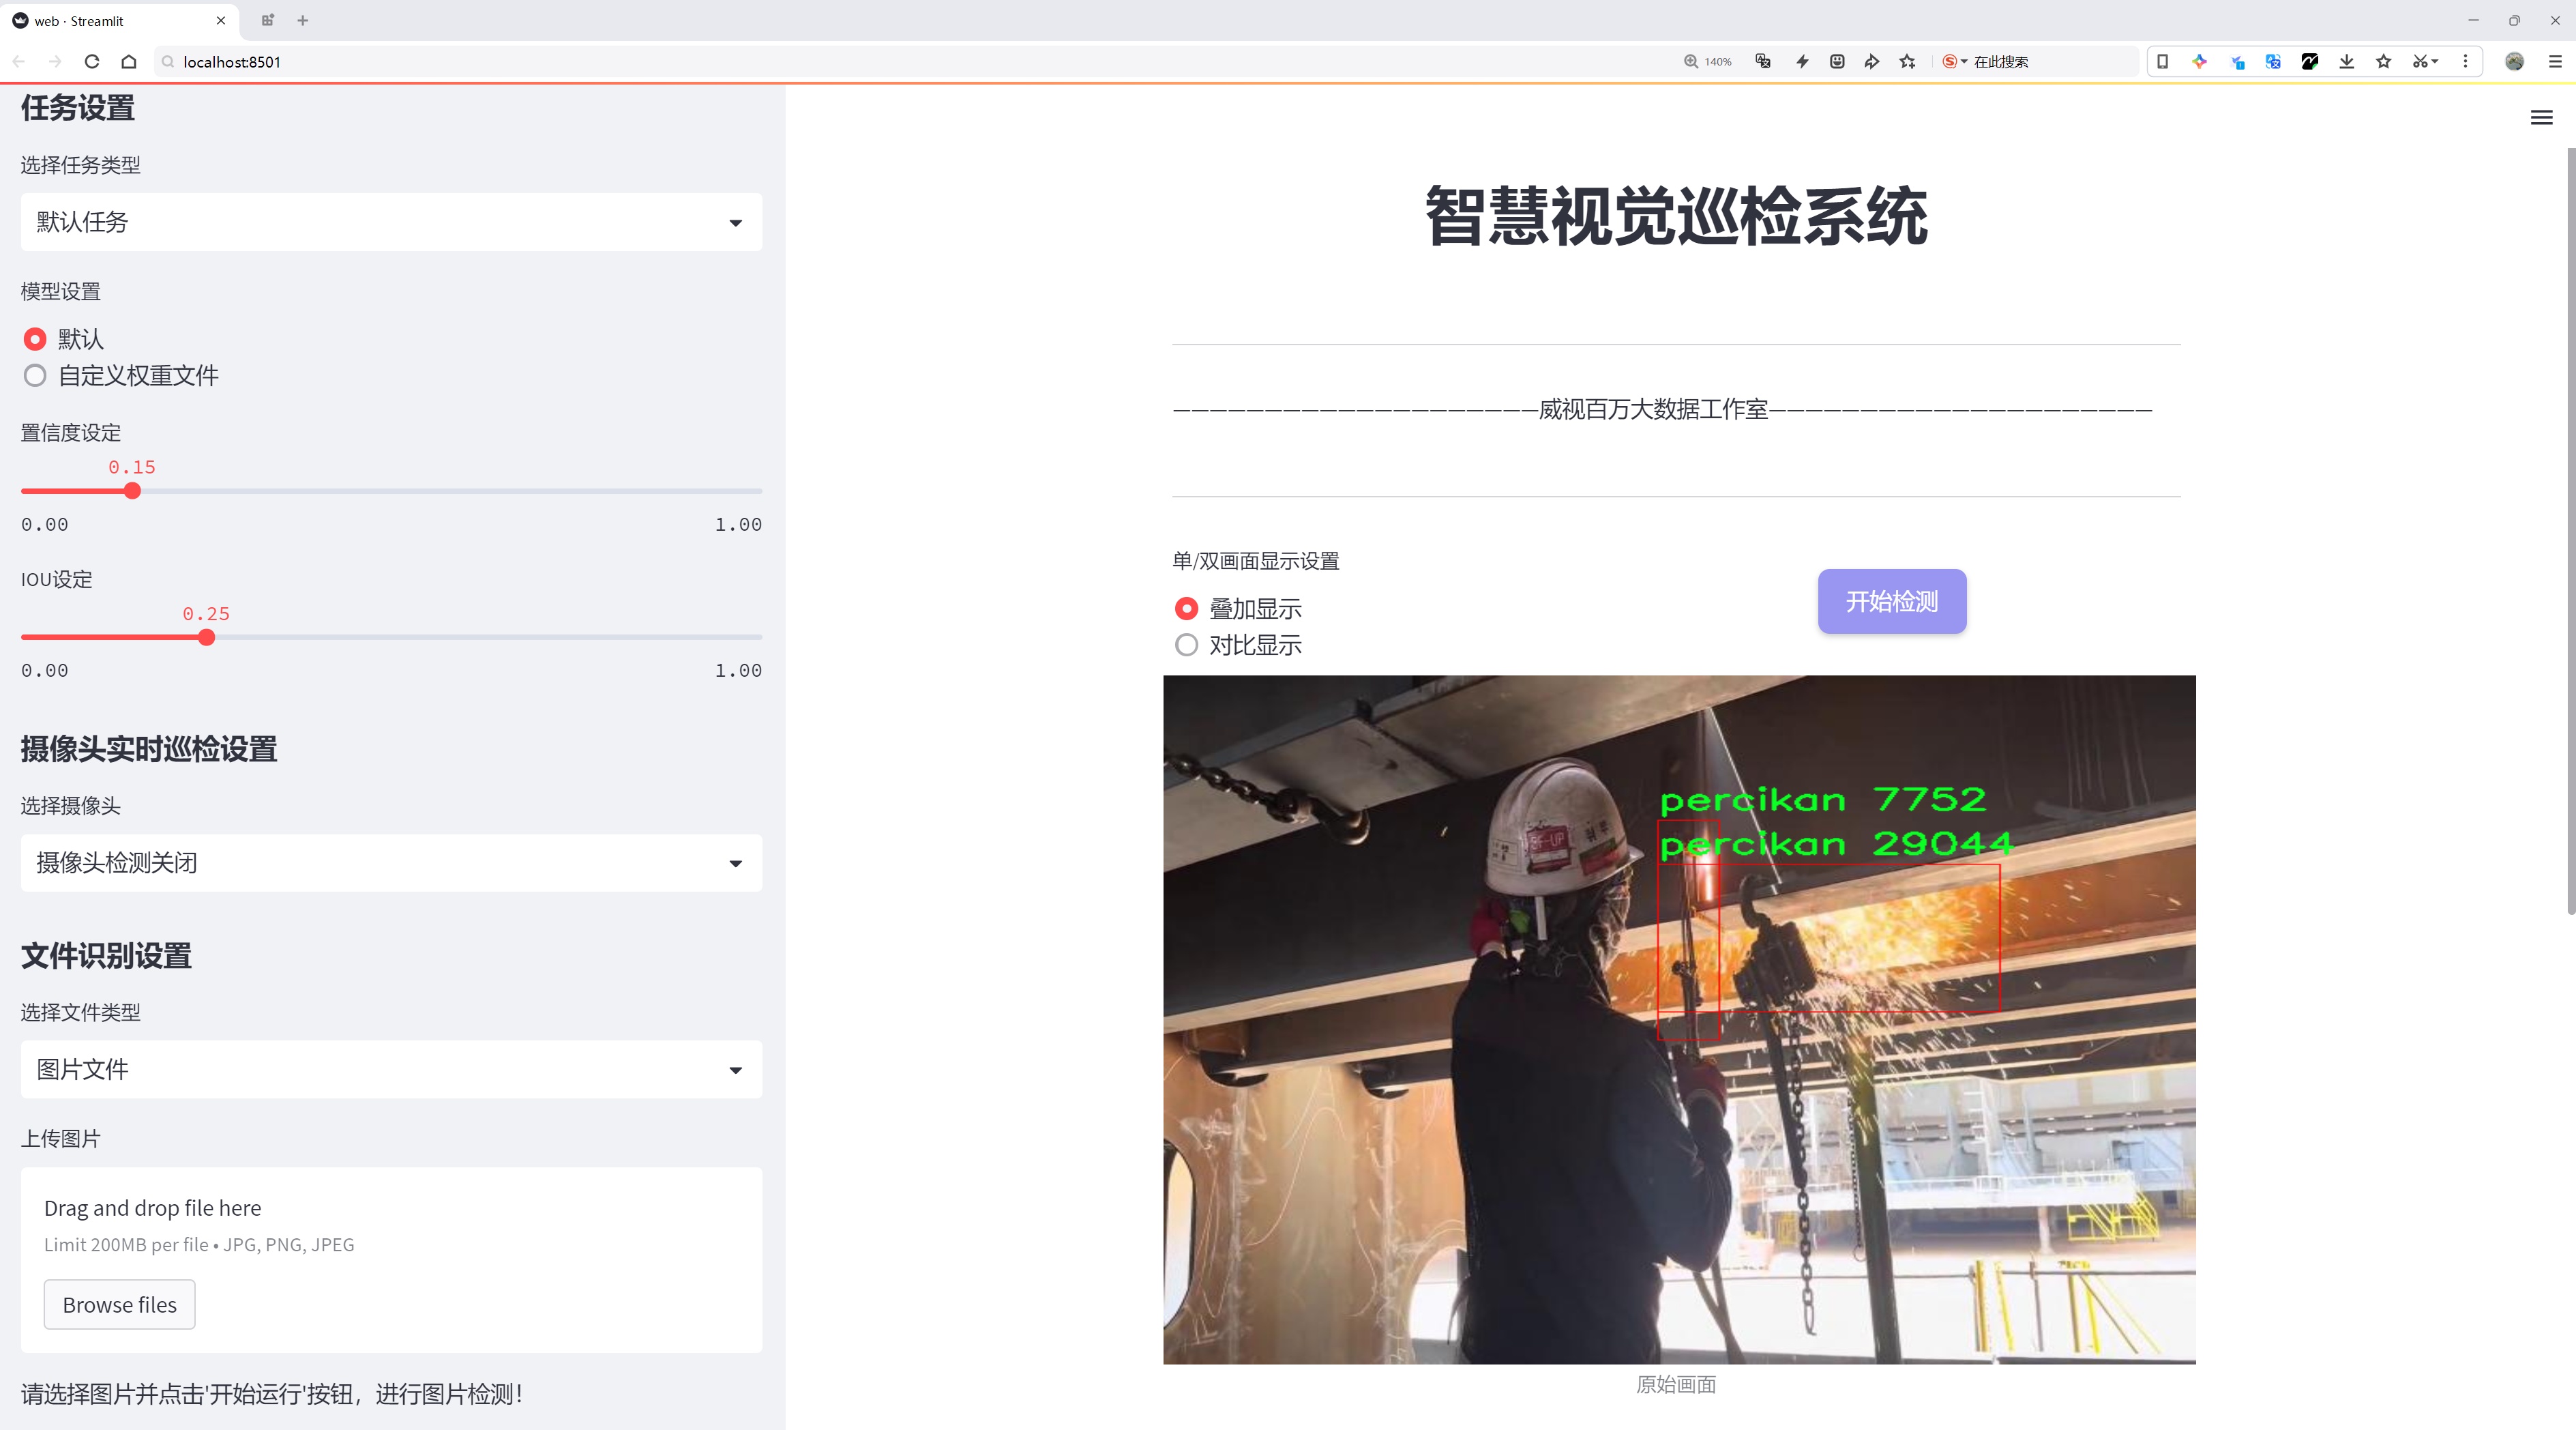 web · Streamlit
localhost:8501
140%
在此搜索
任务设置
选择任务类型
默认任务
模型设置
默认
自定义权重文件
置信度设定
0.15
0.00
1.00
IOU设定
0.25
0.00
1.00
摄像头实时巡检设置
选择摄像头
摄像头检测关闭
文件识别设置
选择文件类型
图片文件
上传图片
Drag and drop file here
Limit 200MB per file • JPG, PNG, JPEG
Browse files
请选择图片并点击'开始运行'按钮，进行图片检测！
智慧视觉巡检系统
————————————————————威视百万大数据工作室—————————————————————
单/双画面显示设置
叠加显示
对比显示
开始检测
percikan 7752
percikan 29044
原始画面